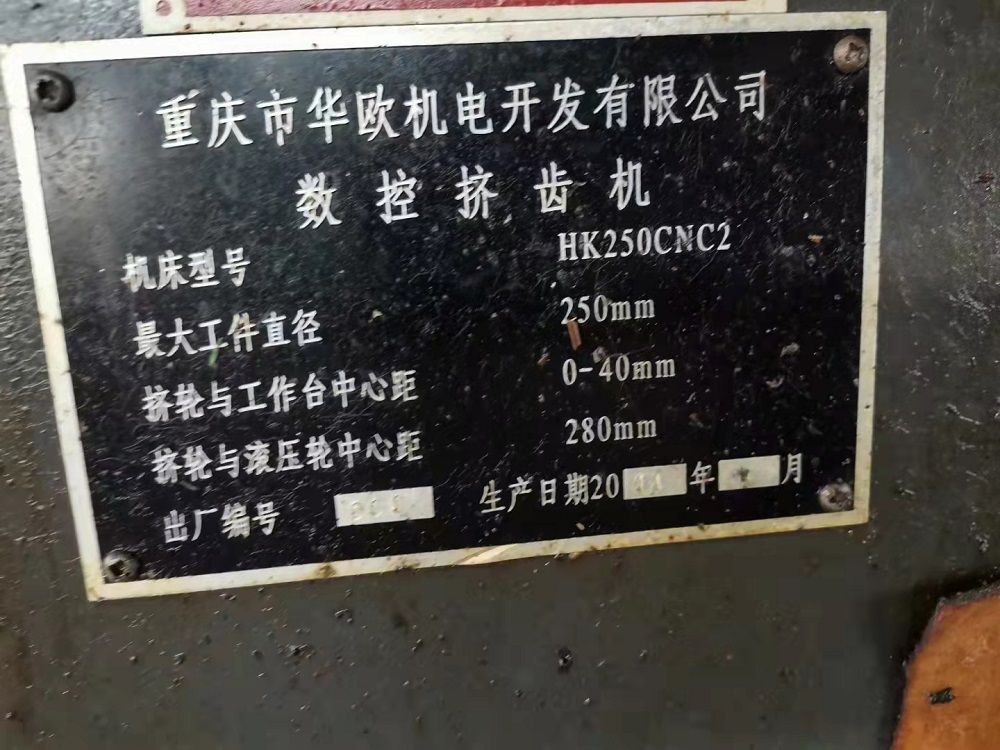 重庆市华欧机电开发有限公司
数控挤齿机
机床型号 HK250CNC2
最大工件直径 250mm
挤轮与工作台中心距 0-40mm
挤轮与滚压轮中心距 280mm
出厂编号 生产日期20 年 月